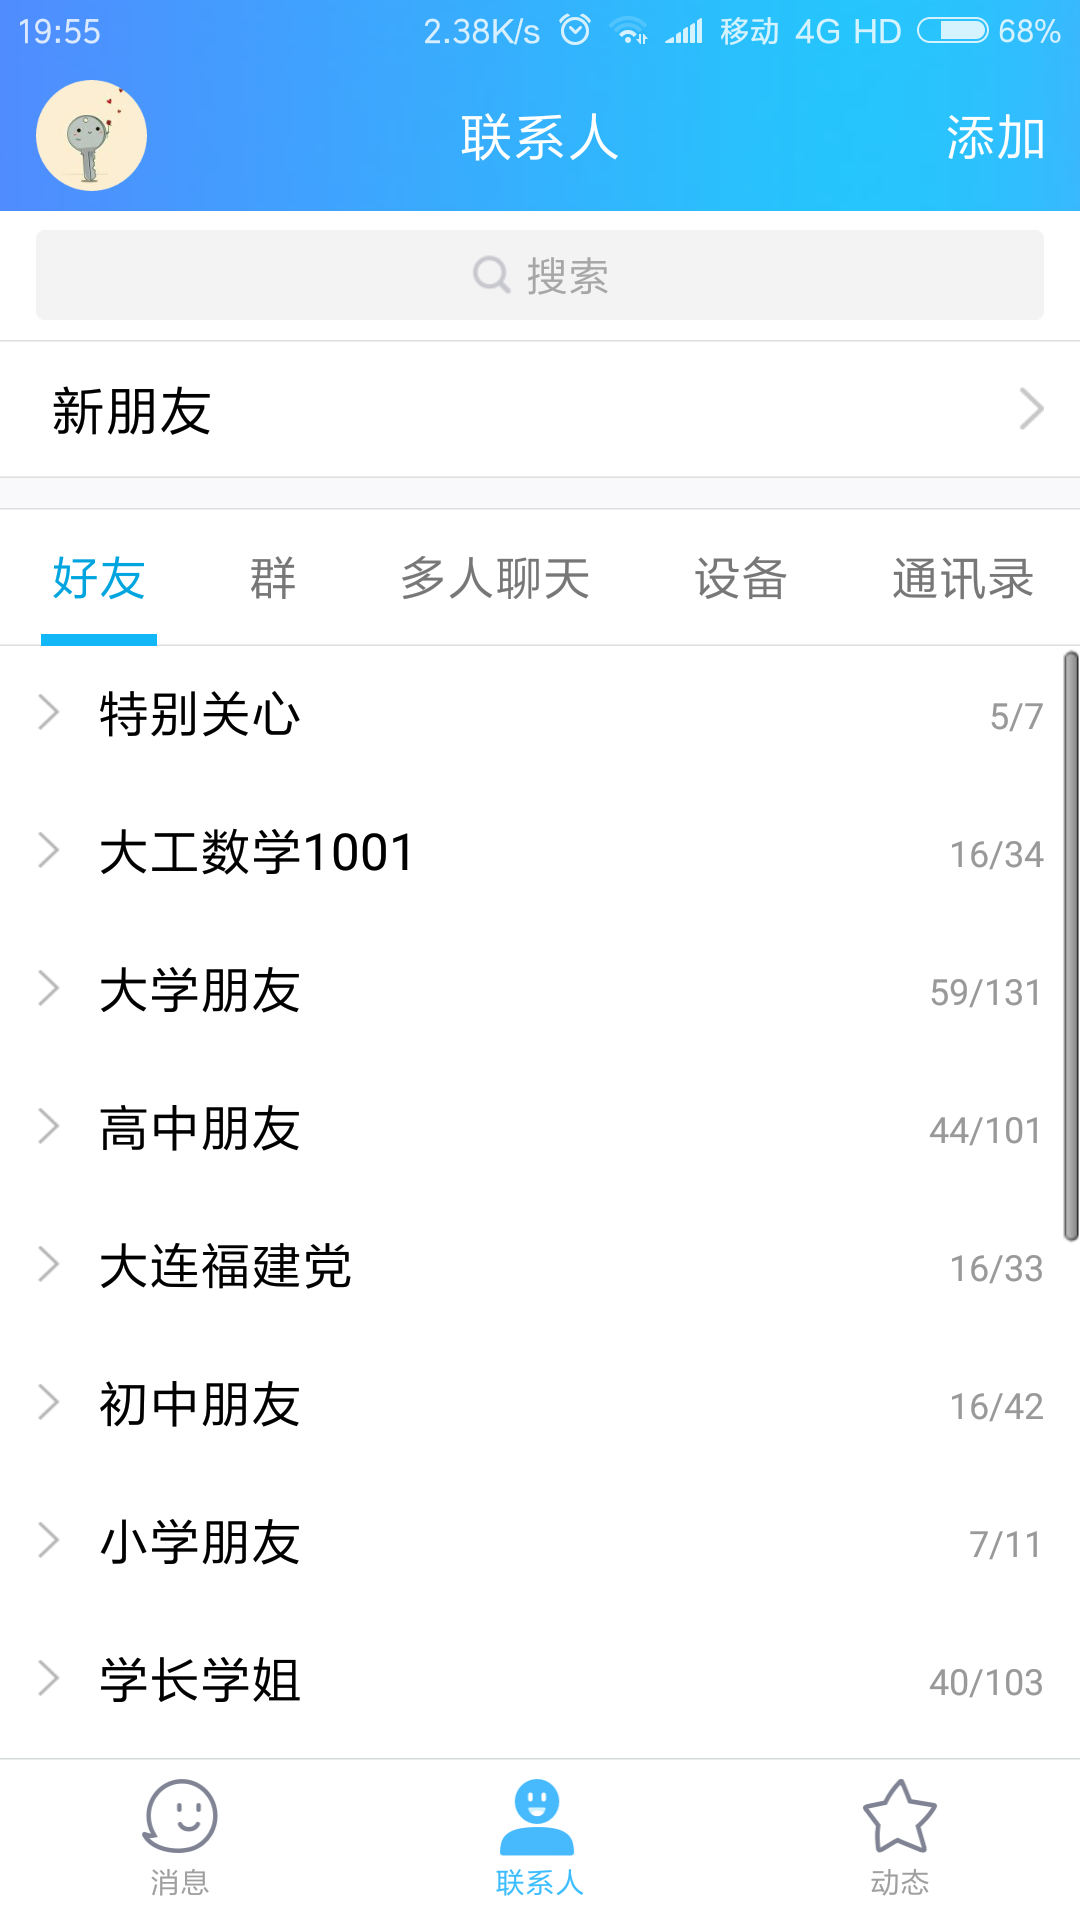 19:55 2.38K/s 移动 4G HD 68%
联系人 添加
搜索
新朋友
好友 群 多人聊天 设备 通讯录
特别关心 5/7
大工数学1001 16/34
大学朋友 59/131
高中朋友 44/101
大连福建党 16/33
初中朋友 16/42
小学朋友 7/11
学长学姐 40/103
消息 联系人 动态